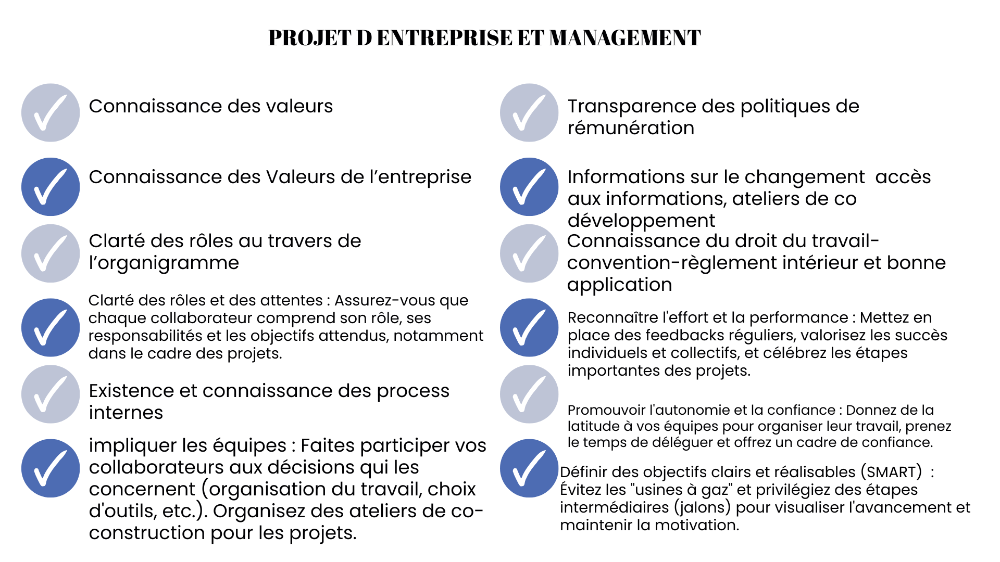 PROJET D ENTREPRISE ET MANAGEMENT
Connaissance des valeurs
Connaissance des Valeurs de l’entreprise
Clarté des rôles au travers de
l’organigramme
Clarté des rôles et des attentes : Assurez-vous que
chaque collaborateur comprend son rôle, ses
responsabilités et les objectifs attendus, notamment
dans le cadre des projets.
Existence et connaissance des process
internes
impliquer les équipes : Faites participer vos
collaborateurs aux décisions qui les
concernent (organisation du travail, choix
d'outils, etc.). Organisez des ateliers de co-
construction pour les projets.
Transparence des politiques de
rémunération
Informations sur le changement  accès
aux informations, ateliers de co
développement
Connaissance du droit du travail-
convention-règlement intérieur et bonne
application
Reconnaître l'effort et la performance : Mettez en
place des feedbacks réguliers, valorisez les succès
individuels et collectifs, et célébrez les étapes
importantes des projets.
Promouvoir l'autonomie et la confiance : Donnez de la
latitude à vos équipes pour organiser leur travail, prenez
le temps de déléguer et offrez un cadre de confiance.
Définir des objectifs clairs et réalisables (SMART)  :
Évitez les "usines à gaz" et privilégiez des étapes
intermédiaires (jalons) pour visualiser l'avancement et
maintenir la motivation.